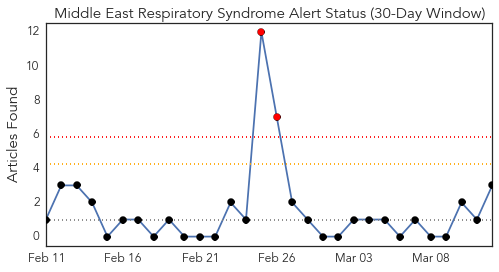 Middle East Respiratory Syndrome Alert Status (30-Day Window)
Articles Found
12
10
8
6
4
2
0
Feb 11 Feb 16 Feb 21 Feb 26 Mar 03 Mar 08